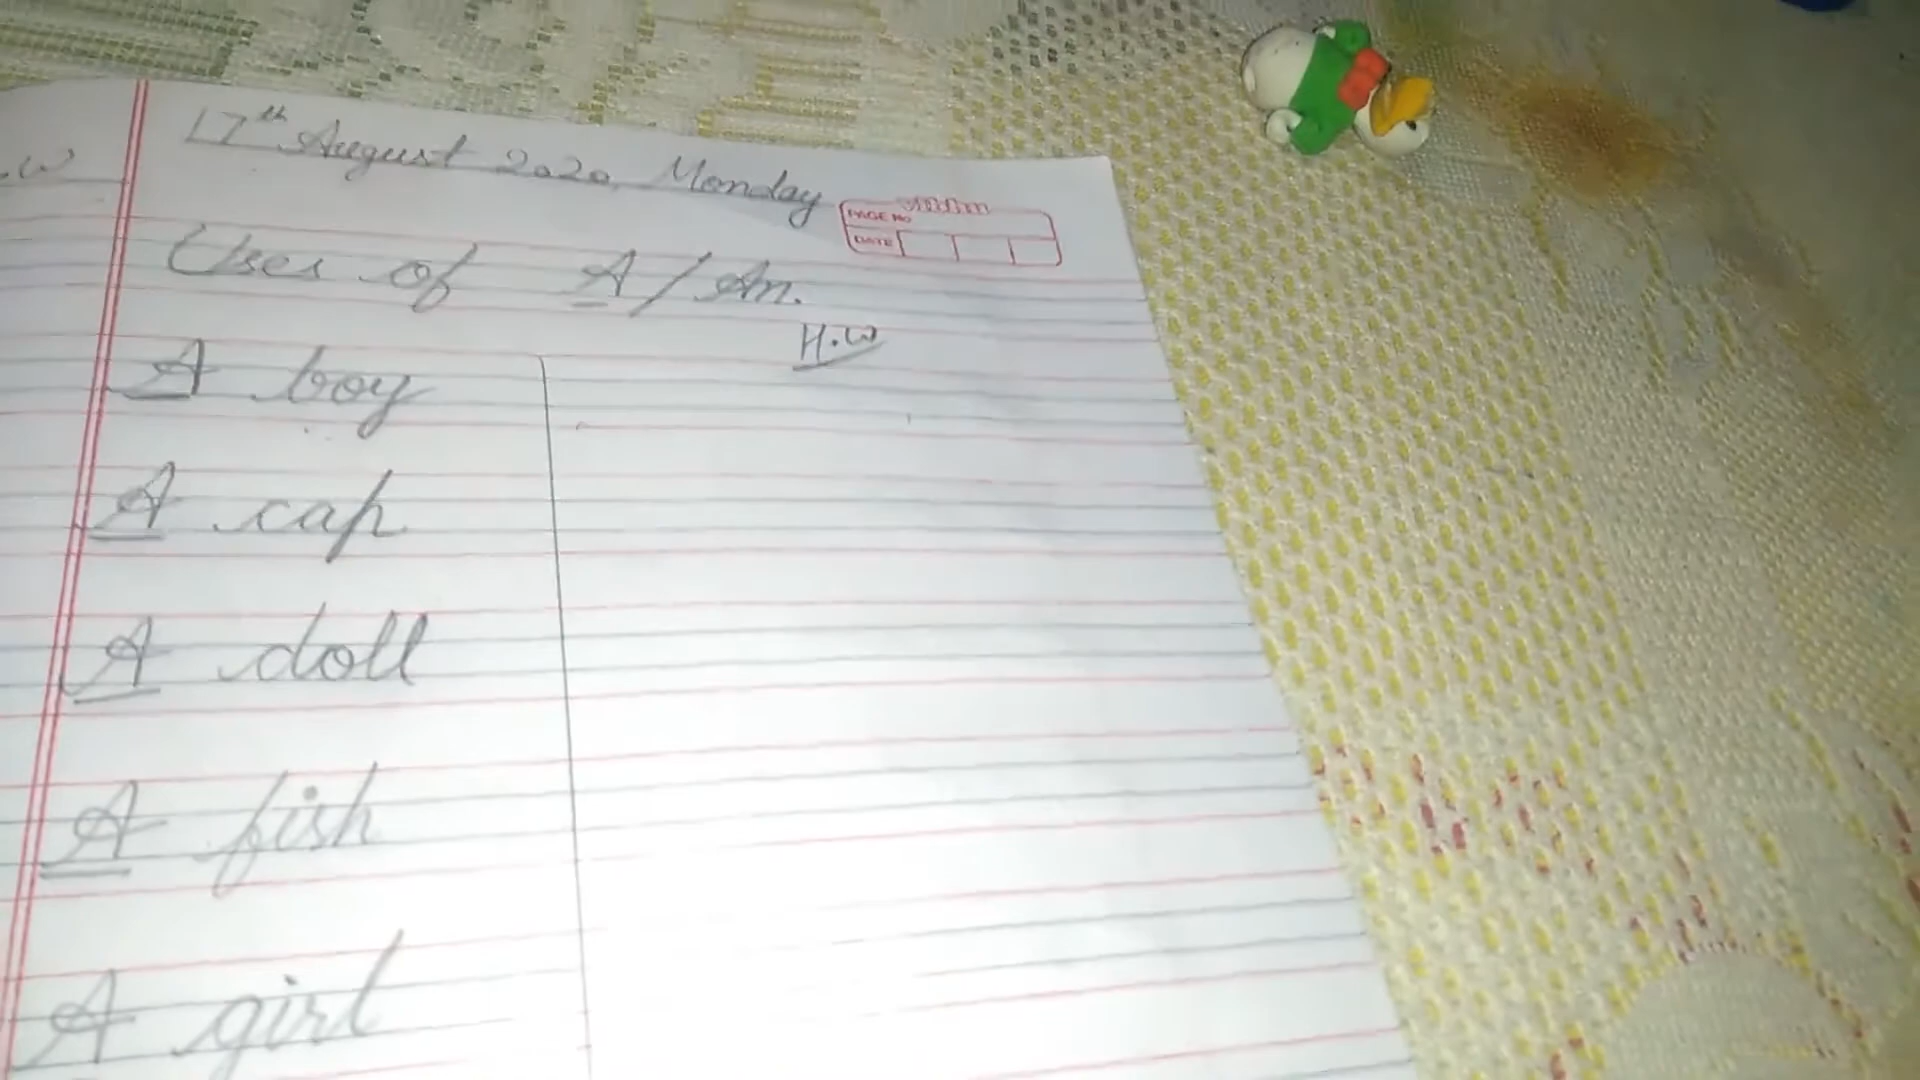 17th August 2020, Monday
PAGE NO
DATE
Uses of A / An.
H.W
A boy
A cap
A doll
A fish
A girl